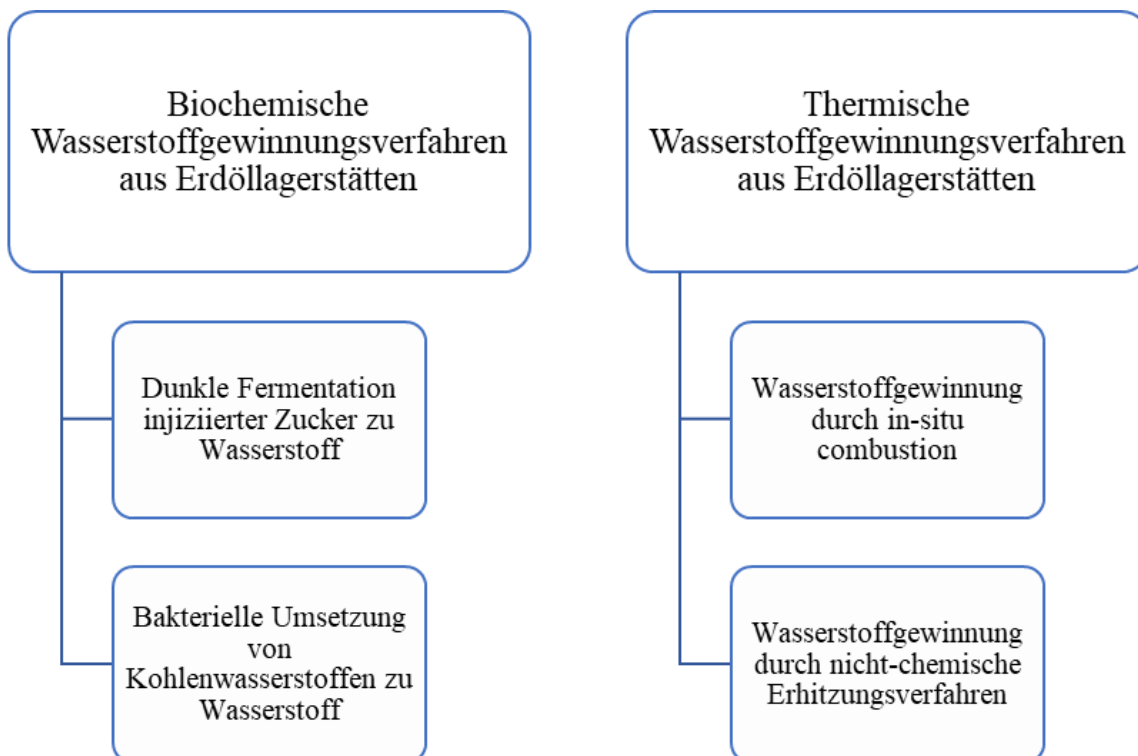 Biochemische
Wasserstoffgewinnungsverfahren
aus Erdöllagerstätten
Dunkle Fermentation
injiziierter Zucker zu
Wasserstoff
Bakterielle Umsetzung
von
Kohlenwasserstoffen zu
Wasserstoff
Thermische
Wasserstoffgewinnungsverfahren
aus Erdöllagerstätten
Wasserstoffgewinnung
durch in-situ
combustion
Wasserstoffgewinnung
durch nicht-chemische
Erhitzungsverfahren